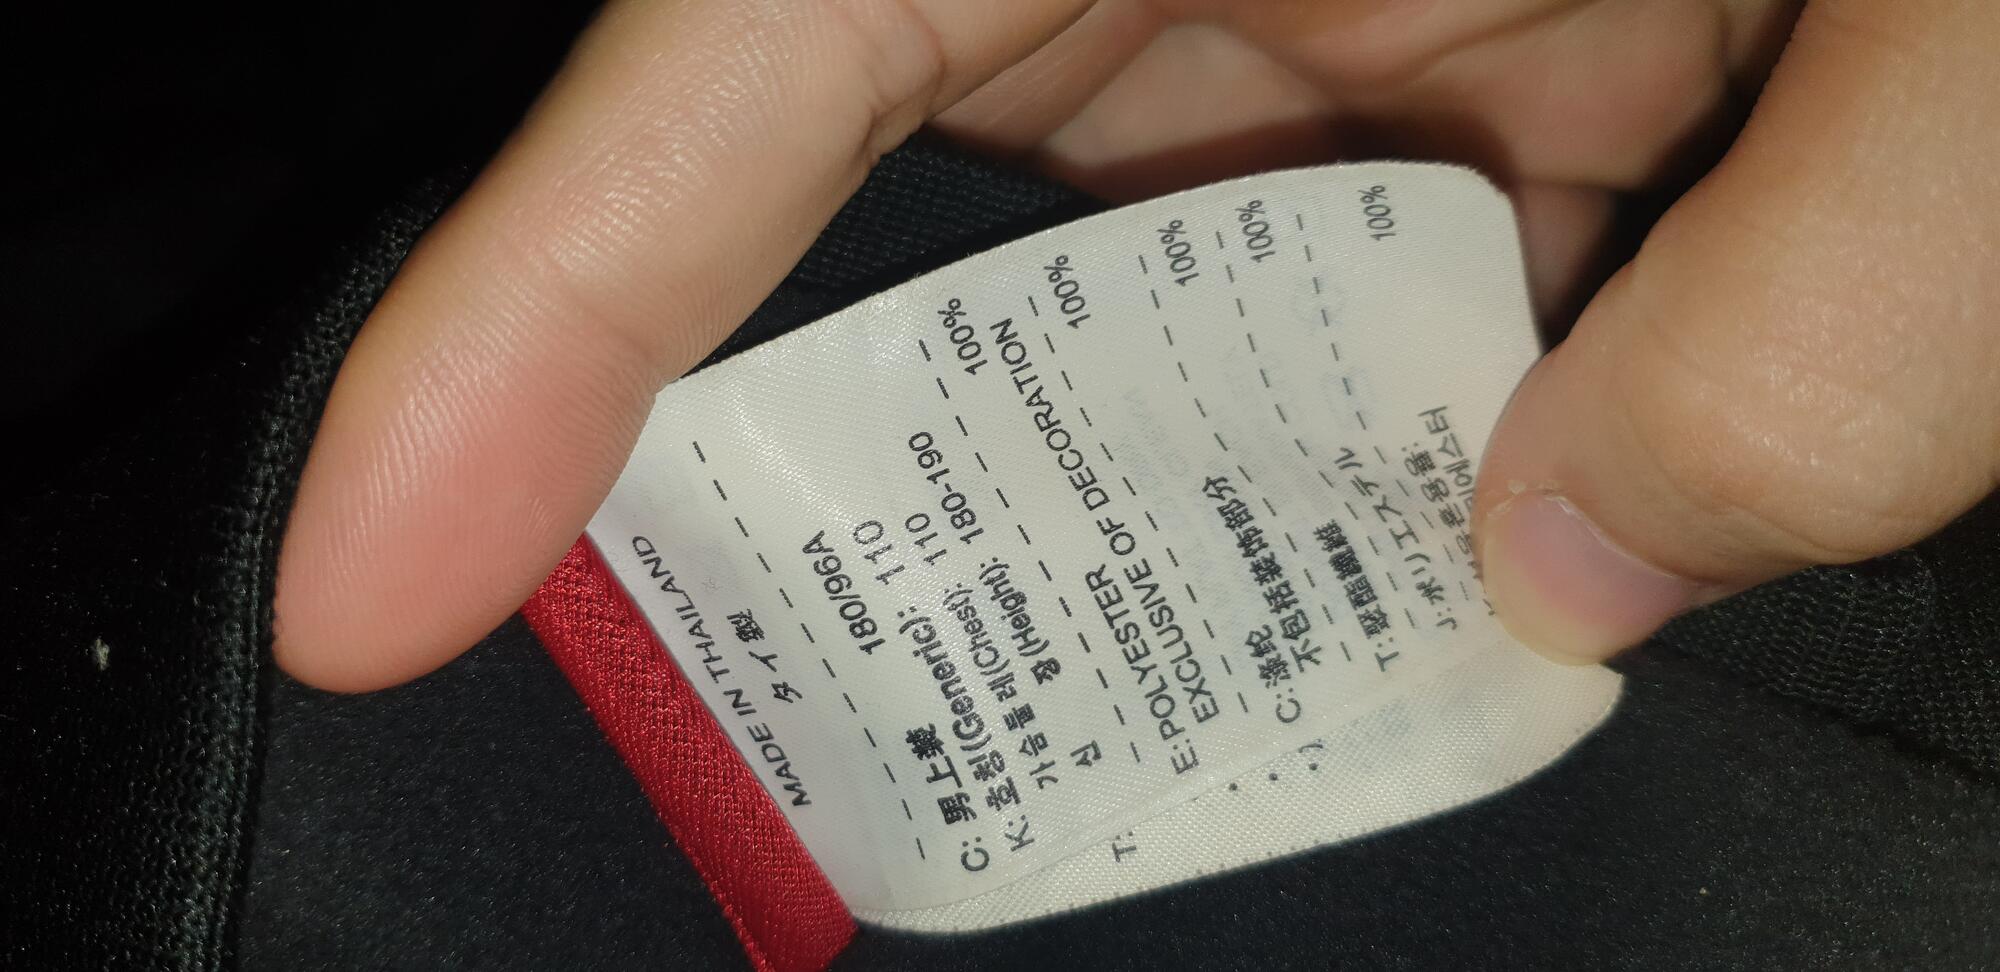 MADE IN THAILAND
タイ製
180/96A
C: 男上装
K: 호칭(Generic): 110
가슴둘레(Chest): 110
신장(Height): 180-190
E: POLYESTER 100%
EXCLUSIVE OF DECORATION
C: 涤纶 100%
不包括装饰部分
T: 聚酯纖維 100%
J: ポリエステル 100%
100%
T: